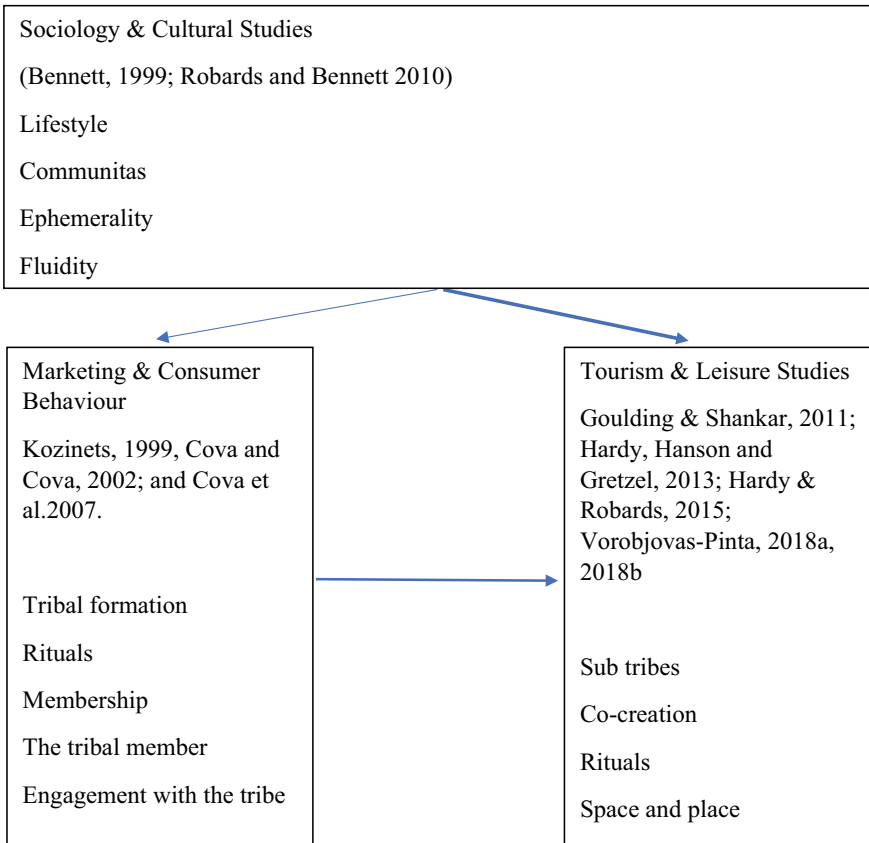 Sociology & Cultural Studies
(Bennett, 1999; Robards and Bennett 2010)
Lifestyle
Communitas
Ephemerality
Fluidity
Marketing & Consumer
Behaviour
Kozinets, 1999, Cova and
Cova, 2002; and Cova et
al.2007.
Tribal formation
Rituals
Membership
The tribal member
Engagement with the tribe
Tourism & Leisure Studies
Goulding & Shankar, 2011;
Hardy, Hanson and
Gretzel, 2013; Hardy &
Robards, 2015;
Vorobjovas-Pinta, 2018a,
2018b
Sub tribes
Co-creation
Rituals
Space and place